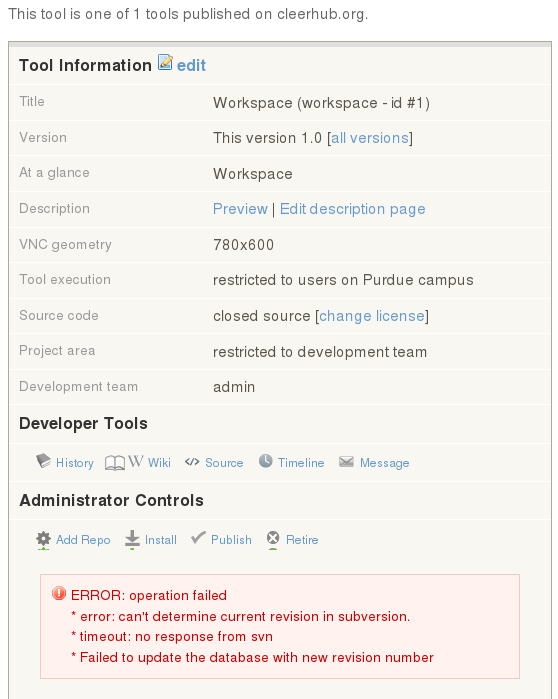 This tool is one of 1 tools published on cleerhub.org.
Tool Information edit
Title Workspace (workspace - id #1)
Version This version 1.0 [all versions]
At a glance Workspace
Description Preview | Edit description page
VNC geometry 780x600
Tool execution restricted to users on Purdue campus
Source code closed source [change license]
Project area restricted to development team
Development team admin
Developer Tools
History W Wiki </> Source Timeline Message
Administrator Controls
Add Repo Install Publish Retire
ERROR: operation failed
* error: can't determine current revision in subversion.
* timeout: no response from svn
* Failed to update the database with new revision number